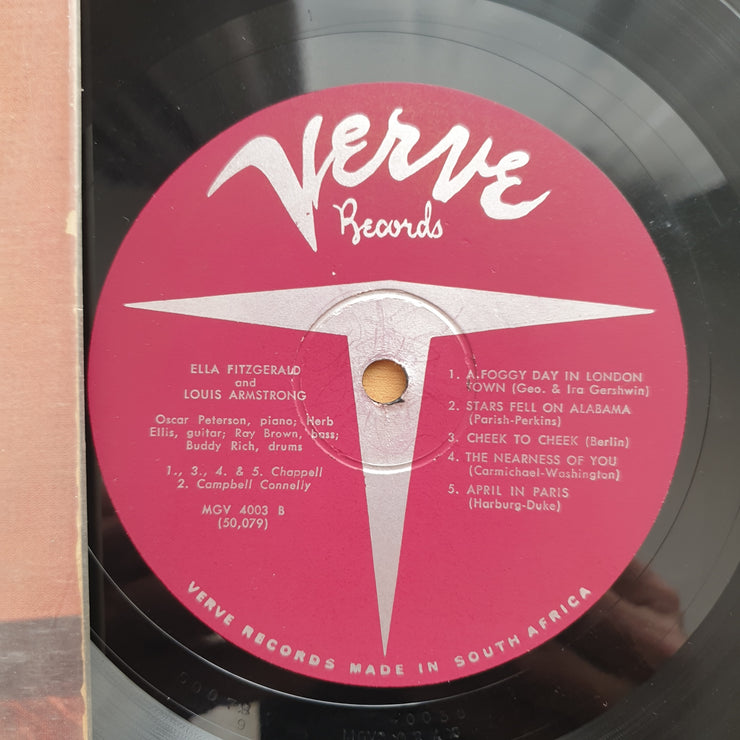 Verve
Records
ELLA FITZGERALD
and
LOUIS ARMSTRONG
Oscar Peterson, piano; Herb
Ellis, guitar; Ray Brown, bass;
Buddy Rich, drums
1., 3., 4. & 5. Chappell
2. Campbell Connelly
MGV 4003 B
(50,079)
1. A.FOGGY DAY IN LONDON
TOWN (Geo. & Ira Gershwin)
2. STARS FELL ON ALABAMA
(Parish-Perkins)
3. CHEEK TO CHEEK (Berlin)
4. THE NEARNESS OF YOU
(Carmichael-Washington)
5. APRIL IN PARIS
(Harburg-Duke)
VERVE RECORDS MADE IN SOUTH AFRICA